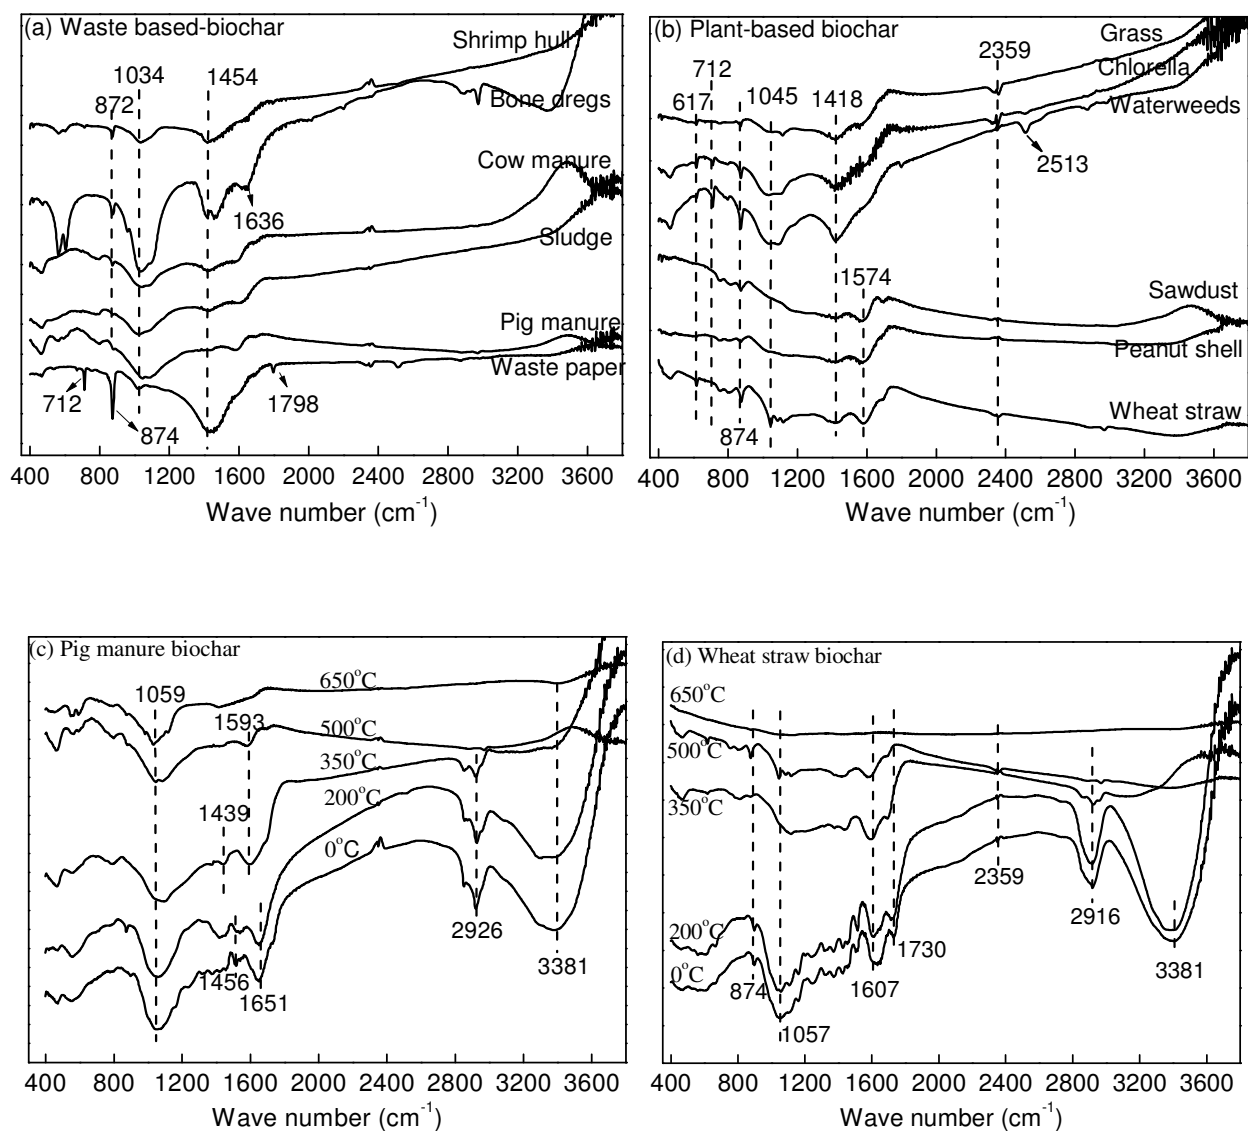 (a) Waste based-biochar
Shrimp hull
1034
1454
872
Bone dregs
Cow manure
1636
Sludge
Pig manure
Waste paper
712
874
1798
400 800 1200 1600 2000 2400 2800 3200 3600
Wave number (cm⁻¹)
(b) Plant-based biochar
2359
Grass
712
Chlorella
617
1045
1418
Waterweeds
2513
1574
Sawdust
Peanut shell
874
Wheat straw
400 800 1200 1600 2000 2400 2800 3200 3600
Wave number (cm⁻¹)
(c) Pig manure biochar
650°C
1059
1593
500°C
350°C
1439
200°C
0°C
2926
1456
1651
3381
400 800 1200 1600 2000 2400 2800 3200 3600
Wave number (cm⁻¹)
(d) Wheat straw biochar
650°C
500°C
350°C
2359
2916
200°C
1730
0°C
874
1607
3381
1057
400 800 1200 1600 2000 2400 2800 3200 3600
Wave number (cm⁻¹)